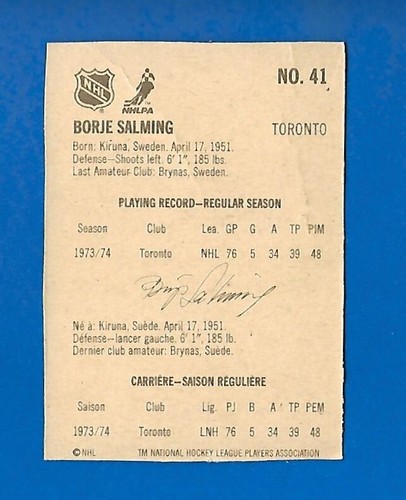 NHL
NHLPA
NO. 41
BORJE SALMING TORONTO
Born: Kiruna, Sweden. April 17, 1951.
Defense—Shoots left. 6' 1", 185 lbs.
Last Amateur Club: Brynas, Sweden.
PLAYING RECORD—REGULAR SEASON
Season Club Lea. GP G A TP PIM
1973/74 Toronto NHL 76 5 34 39 48
Borje Salming
Né à: Kiruna, Suède. April 17, 1951.
Défense—lancer gauche. 6' 1", 185 lbs.
Dernier club amateur: Brynas, Suède.
CARRIÈRE—SAISON RÉGULIÈRE
Saison Club Lig. PJ B A TP PEM
1973/74 Toronto LNH 76 5 34 39 48
©NHL TM NATIONAL HOCKEY LEAGUE PLAYERS ASSOCIATION